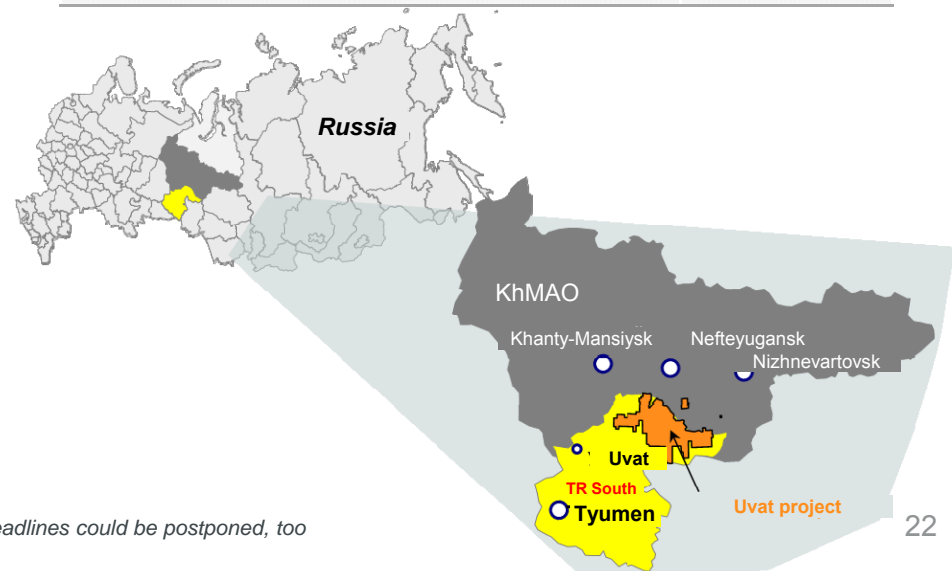 Russia
KhMAO
Khanty-Mansiysk
Nefteyugansk
Nizhnevartovsk
Uvat
TR South
Tyumen
Uvat project
eadlines could be postponed, too
22